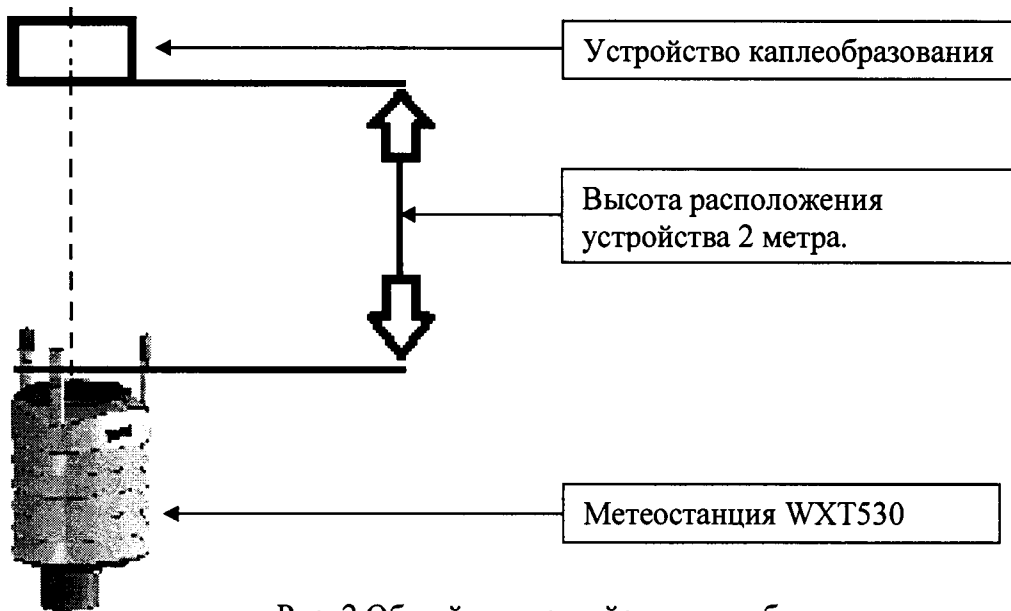 Устройство каплеобразования
Высота расположения
устройства 2 метра.
Метеостанция WXT530